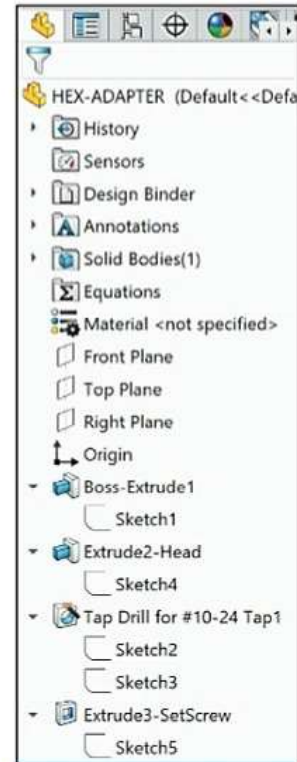 HEX-ADAPTER (Default<<Defa
History
Sensors
Design Binder
Annotations
Solid Bodies(1)
Equations
Material <not specified>
Front Plane
Top Plane
Right Plane
Origin
Boss-Extrude1
Sketch1
Extrude2-Head
Sketch4
Tap Drill for #10-24 Tap1
Sketch2
Sketch3
Extrude3-SetScrew
Sketch5